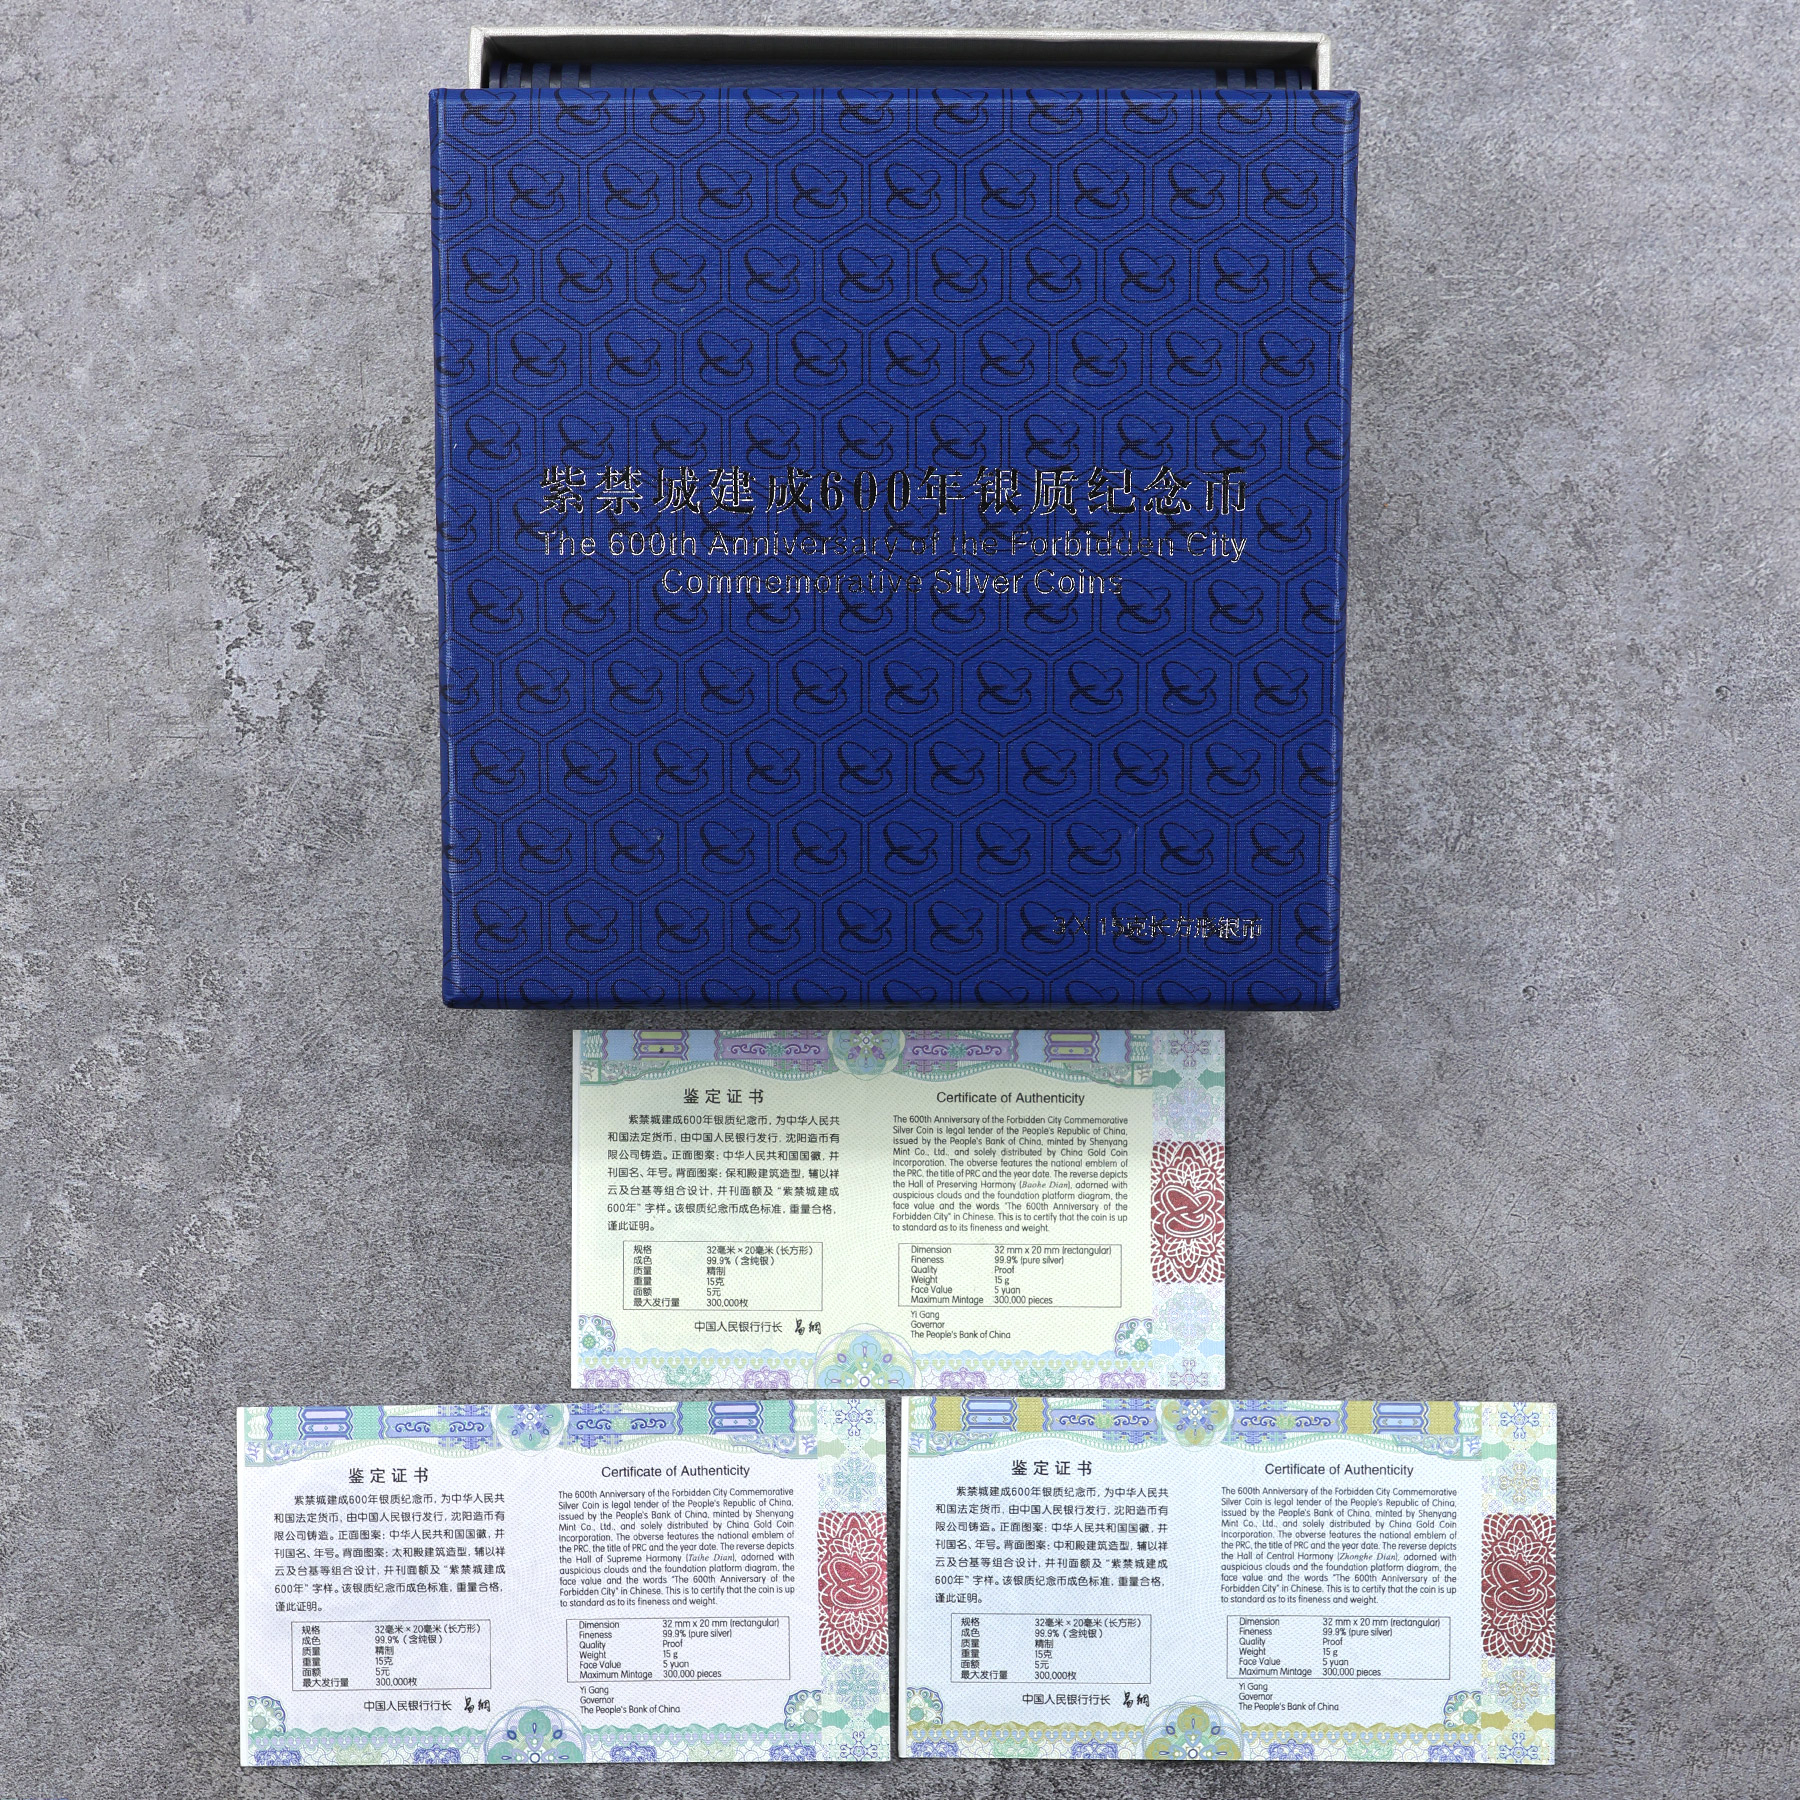 紫禁城建成600年银质纪念币
The 600th Anniversary of the Forbidden City
Commemorative Silver Coins
3X 15克长方形银币
鉴定证书
紫禁城建成600年银质纪念币，为中华人民共
和国法定货币，由中国人民银行发行，沈阳造币有
限公司铸造。正面图案：中华人民共和国国徽，并
刊国名、年号。背面图案：保和殿建筑造型，辅以祥
云及台基等组合设计，并刊面额及“紫禁城建成
600年”字样。该银质纪念币成色标准，重量合格，
谨此证明。
规格 32毫米×20毫米（长方形）
成色 99.9%（含纯银）
质量 精制
重量 15克
面额 5元
最大发行量 300,000枚
中国人民银行行长 易纲
Certificate of Authenticity
The 600th Anniversary of the Forbidden City Commemorative
Silver Coin is legal tender of the People's Republic of China,
issued by the People's Bank of China, minted by Shenyang
Mint Co., Ltd., and solely distributed by China Gold Coin
Incorporation. The obverse features the national emblem of
the PRC, the title of PRC and the year date. The reverse depicts
the Hall of Preserving Harmony (Baohe Dian), adorned with
auspicious clouds and the foundation platform diagram, the
face value and the words "The 600th Anniversary of the
Forbidden City" in Chinese. This is to certify that the coin is up
to standard as to its fineness and weight.
Dimension 32 mm x 20 mm (rectangular)
Fineness 99.9% (pure silver)
Quality Proof
Weight 15 g
Face Value 5 yuan
Maximum Mintage 300,000 pieces
Yi Gang
Governor
The People's Bank of China
鉴定证书
紫禁城建成600年银质纪念币，为中华人民共
和国法定货币，由中国人民银行发行，沈阳造币有
限公司铸造。正面图案：中华人民共和国国徽，并
刊国名、年号。背面图案：太和殿建筑造型，辅以祥
云及台基等组合设计，并刊面额及“紫禁城建成
600年”字样。该银质纪念币成色标准，重量合格，
谨此证明。
规格 32毫米×20毫米（长方形）
成色 99.9%（含纯银）
质量 精制
重量 15克
面额 5元
最大发行量 300,000枚
中国人民银行行长 易纲
Certificate of Authenticity
The 600th Anniversary of the Forbidden City Commemorative
Silver Coin is legal tender of the People's Republic of China,
issued by the People's Bank of China, minted by Shenyang
Mint Co., Ltd., and solely distributed by China Gold Coin
Incorporation. The obverse features the national emblem of
the PRC, the title of PRC and the year date. The reverse depicts
the Hall of Supreme Harmony (Taihe Dian), adorned with
auspicious clouds and the foundation platform diagram, the
face value and the words "The 600th Anniversary of the
Forbidden City" in Chinese. This is to certify that the coin is up
to standard as to its fineness and weight.
Dimension 32 mm x 20 mm (rectangular)
Fineness 99.9% (pure silver)
Quality Proof
Weight 15 g
Face Value 5 yuan
Maximum Mintage 300,000 pieces
Yi Gang
Governor
The People's Bank of China
鉴定证书
紫禁城建成600年银质纪念币，为中华人民共
和国法定货币，由中国人民银行发行，沈阳造币有
限公司铸造。正面图案：中华人民共和国国徽，并
刊国名、年号。背面图案：中和殿建筑造型，辅以祥
云及台基等组合设计，并刊面额及“紫禁城建成
600年”字样。该银质纪念币成色标准，重量合格，
谨此证明。
规格 32毫米×20毫米（长方形）
成色 99.9%（含纯银）
质量 精制
重量 15克
面额 5元
最大发行量 300,000枚
中国人民银行行长 易纲
Certificate of Authenticity
The 600th Anniversary of the Forbidden City Commemorative
Silver Coin is legal tender of the People's Republic of China,
issued by the People's Bank of China, minted by Shenyang
Mint Co., Ltd., and solely distributed by China Gold Coin
Incorporation. The obverse features the national emblem of
the PRC, the title of PRC and the year date. The reverse depicts
the Hall of Central Harmony (Zhonghe Dian), adorned with
auspicious clouds and the foundation platform diagram, the
face value and the words "The 600th Anniversary of the
Forbidden City" in Chinese. This is to certify that the coin is up
to standard as to its fineness and weight.
Dimension 32 mm x 20 mm (rectangular)
Fineness 99.9% (pure silver)
Quality Proof
Weight 15 g
Face Value 5 yuan
Maximum Mintage 300,000 pieces
Yi Gang
Governor
The People's Bank of China